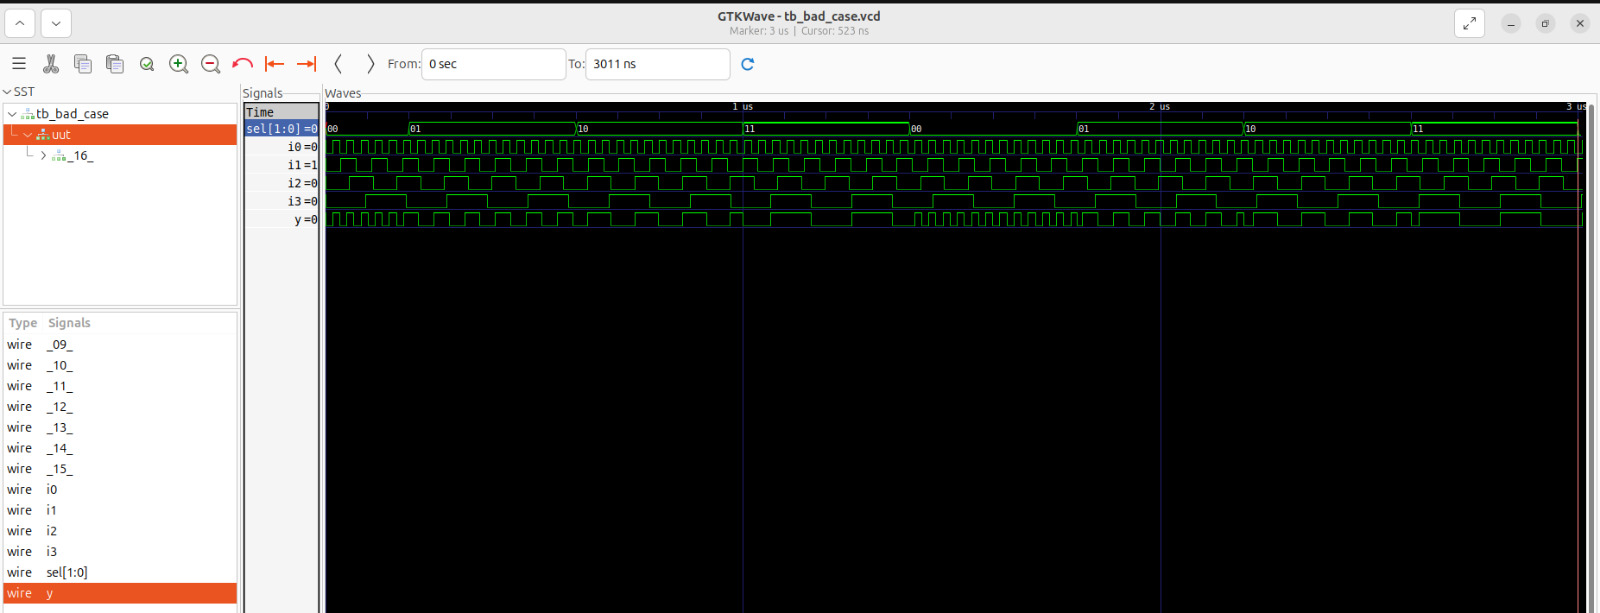 GTKWave - tb_bad_case.vcd
Marker: 3 us | Cursor: 523 ns
From: 0 sec To: 3011 ns
SST
tb_bad_case
uut
_16_
Type Signals
wire _09_
wire _10_
wire _11_
wire _12_
wire _13_
wire _14_
wire _15_
wire i0
wire i1
wire i2
wire i3
wire sel[1:0]
wire y
Signals
Time
sel[1:0]=0
i0=0
i1=1
i2=0
i3=0
y=0
Waves
0 1 us 2 us 3 us
00 01 10 11 00 01 10 11